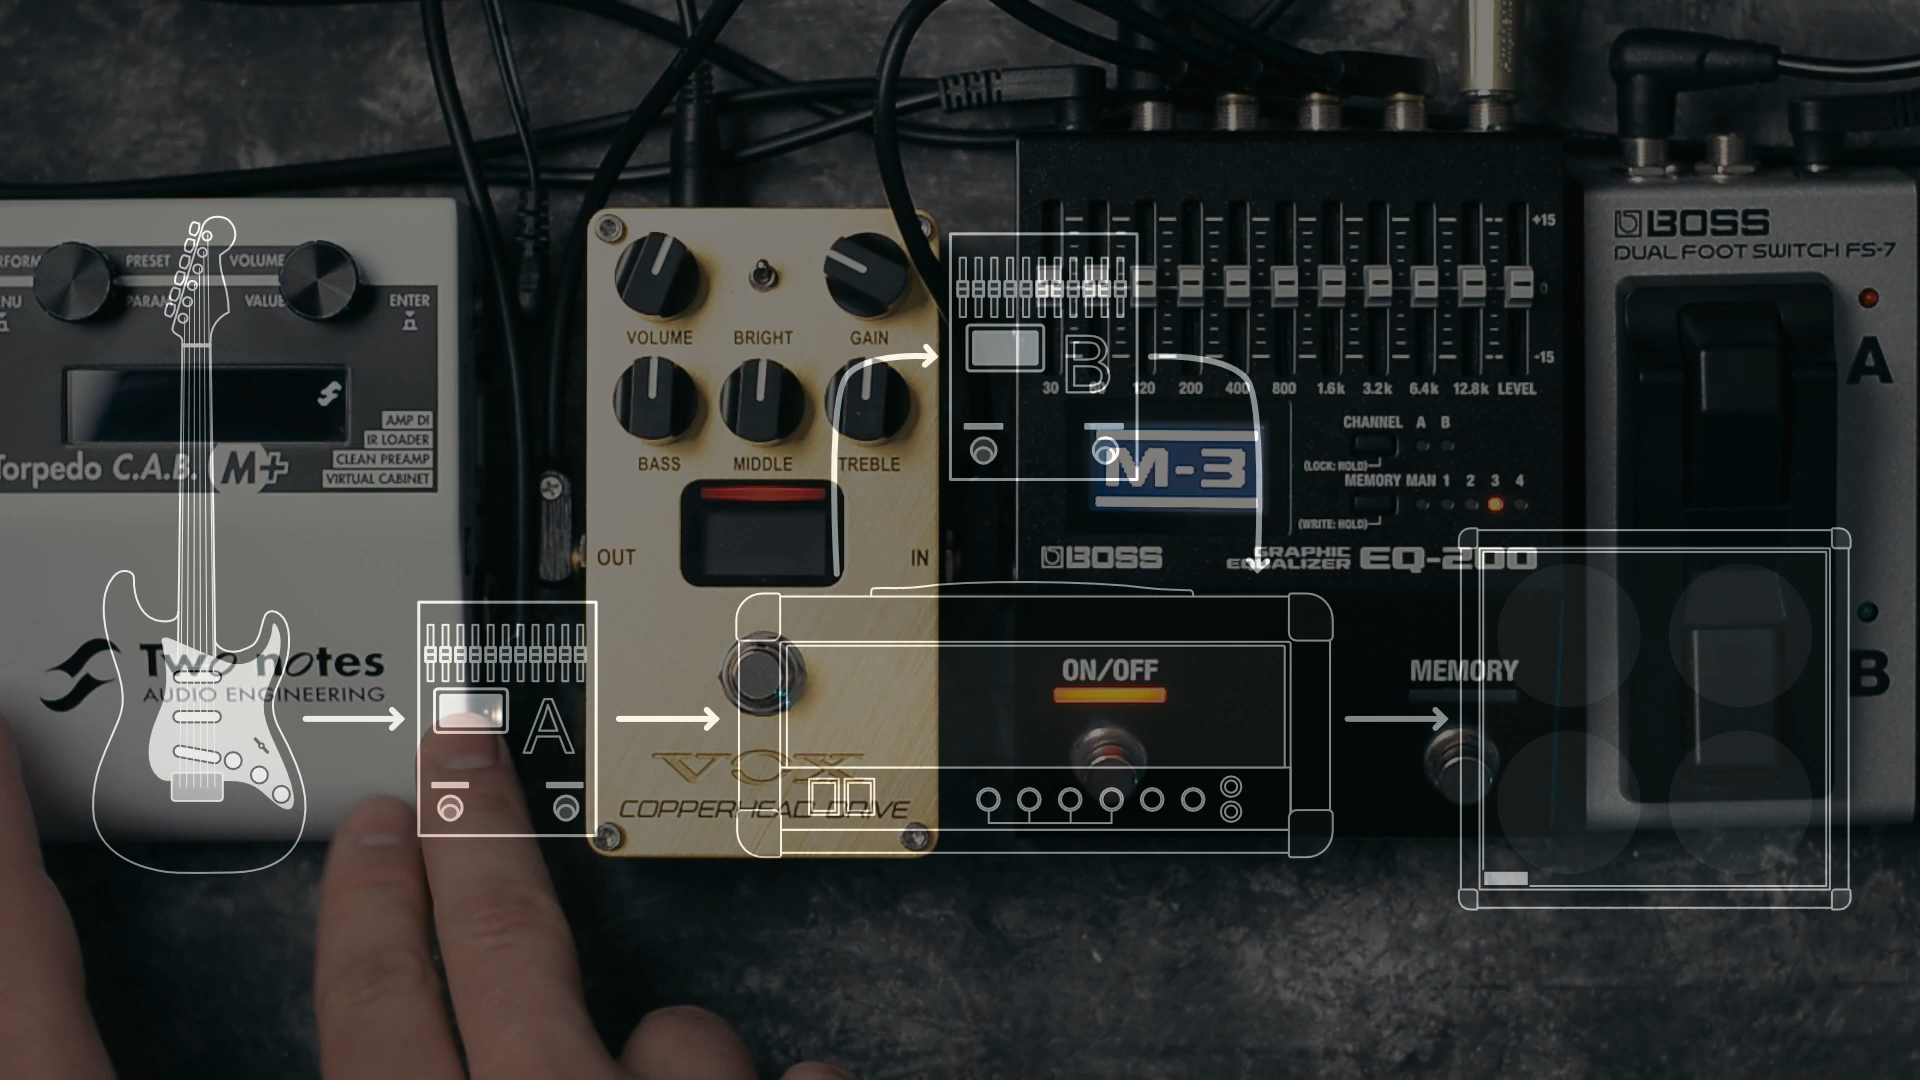 PRESET
VOLUME
VALUE
ENTER
AMP DI
IR LOADER
CLEAN PREAMP
VIRTUAL CABINET
Torpedo C.A.B. M+
Two notes
AUDIO ENGINEERING
A
VOLUME BRIGHT GAIN
BASS MIDDLE TREBLE
OUT IN
VOX
COPPERHEAD DRIVE
B
+15
0
-15
30 120 200 400 800 1.6k 3.2k 6.4k 12.8k LEVEL
CHANNEL A B
(LOCK: HOLD)
MEMORY MAN 1 2 3 4
(WRITE: HOLD)
M-3
BOSS
GRAPHIC
EQUALIZER EQ-200
ON/OFF
MEMORY
BOSS
DUAL FOOT SWITCH FS-7
A
B